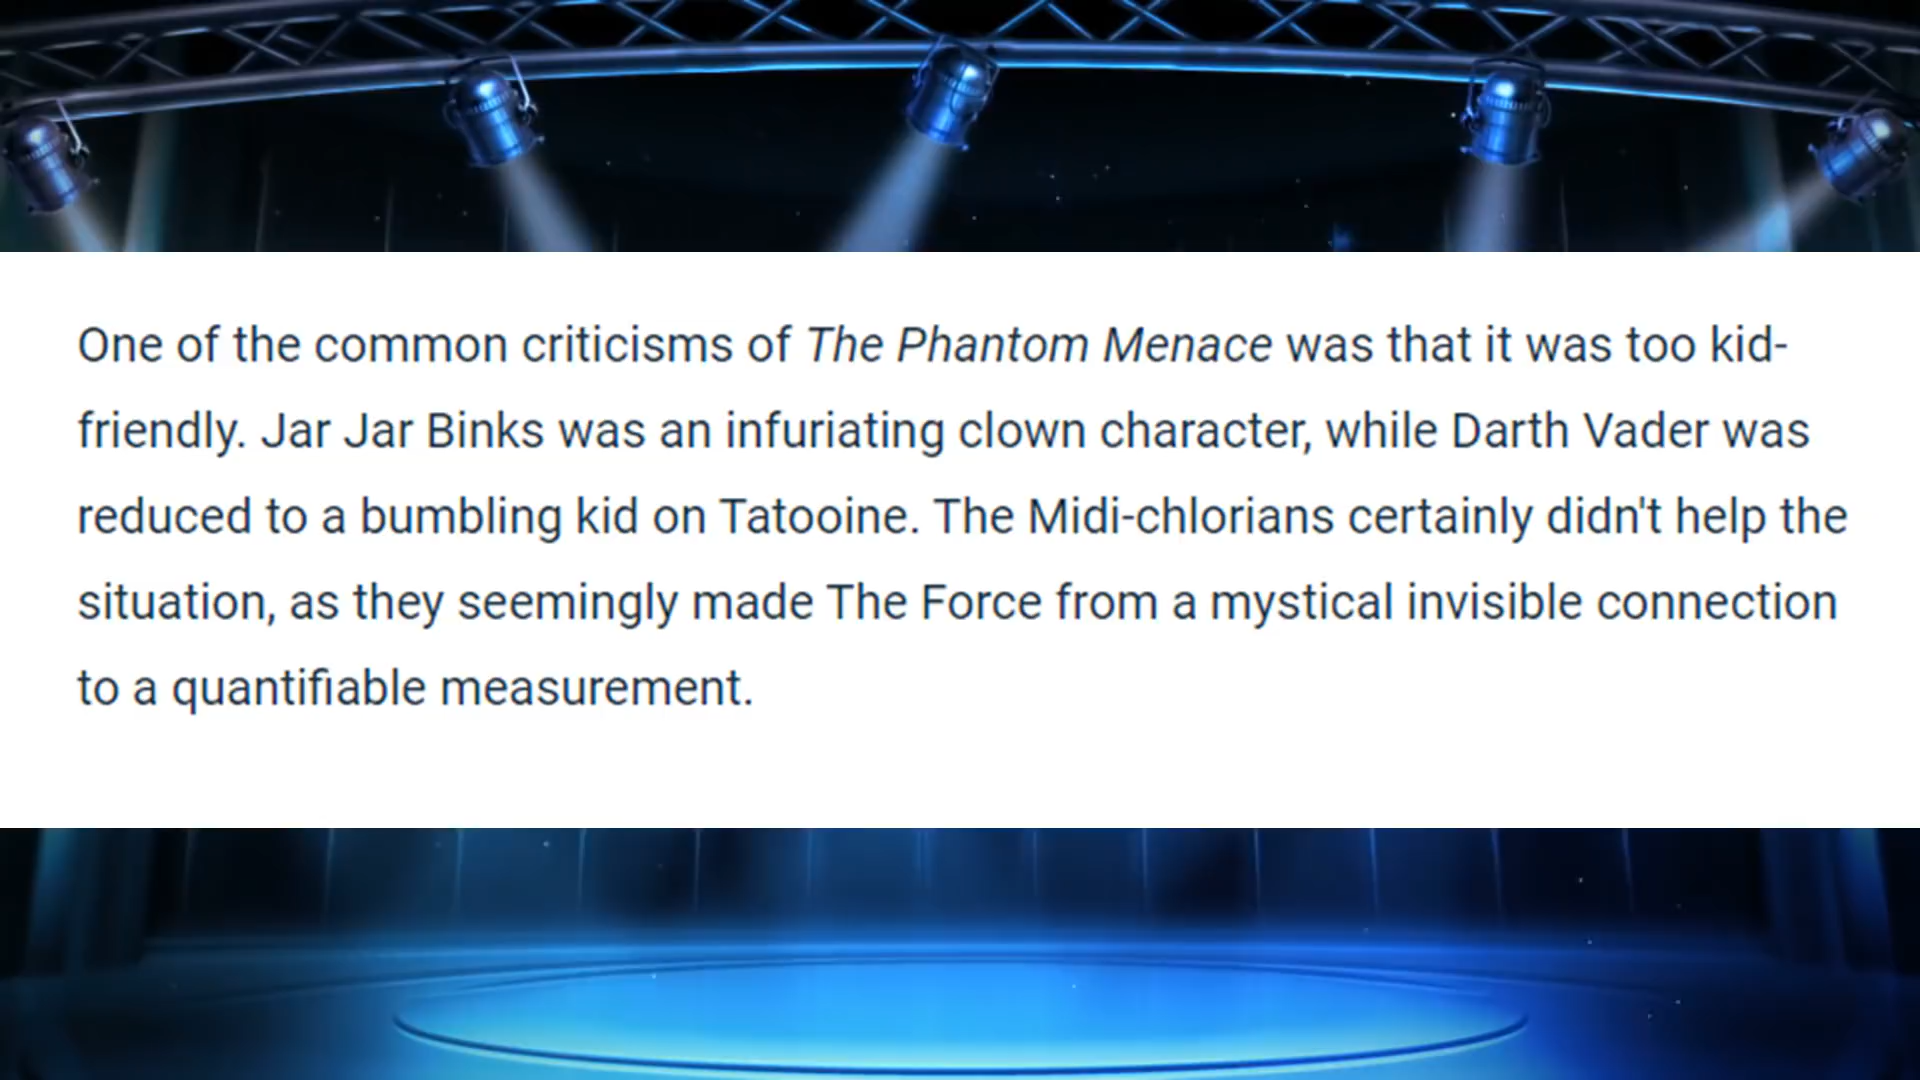 One of the common criticisms of The Phantom Menace was that it was too kid-
friendly. Jar Jar Binks was an infuriating clown character, while Darth Vader was
reduced to a bumbling kid on Tatooine. The Midi-chlorians certainly didn't help the
situation, as they seemingly made The Force from a mystical invisible connection
to a quantifiable measurement.